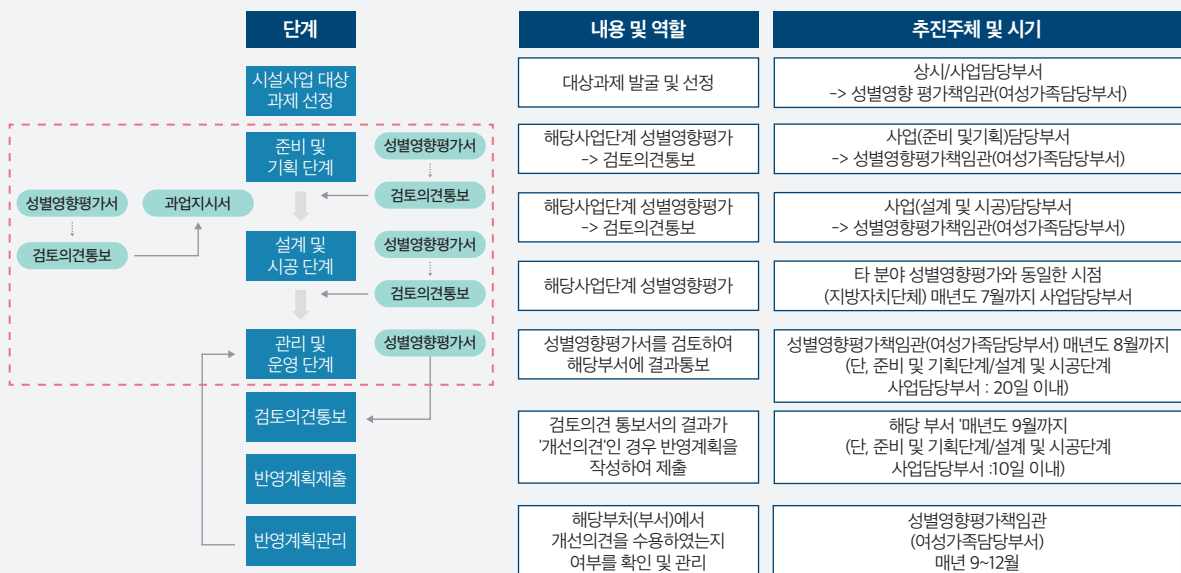 단계
내용 및 역할
추진주체 및 시기
시설사업 대상
과제 선정
대상과제 발굴 및 선정
상시/사업담당부서
-> 성별영향 평가책임관(여성가족담당부서)
준비 및
기획 단계
성별영향평가서
검토의견통보
해당사업단계 성별영향평가
-> 검토의견통보
사업(준비 및기획)담당부서
-> 성별영향평가책임관(여성가족담당부서)
성별영향평가서
과업지시서
검토의견통보
해당사업단계 성별영향평가
-> 검토의견통보
사업(설계 및 시공)담당부서
-> 성별영향평가책임관(여성가족담당부서)
설계 및
시공 단계
성별영향평가서
검토의견통보
해당사업단계 성별영향평가
타 분야 성별영향평가와 동일한 시점
(지방자치단체) 매년도 7월까지 사업담당부서
관리 및
운영 단계
성별영향평가서
성별영향평가서를 검토하여
해당부서에 결과통보
성별영향평가책임관(여성가족담당부서) 매년도 8월까지
(단, 준비 및 기획단계/설계 및 시공단계
사업담당부서 : 20일 이내)
검토의견통보
검토의견 통보서의 결과가
'개선의견'인 경우 반영계획을
작성하여 제출
해당 부서 '매년도 9월까지
(단, 준비 및 기획단계/설계 및 시공단계
사업담당부서 :10일 이내)
반영계획제출
반영계획관리
해당부처(부서)에서
개선의견을 수용하였는지
여부를 확인 및 관리
성별영향평가책임관
(여성가족담당부서)
매년 9~12월